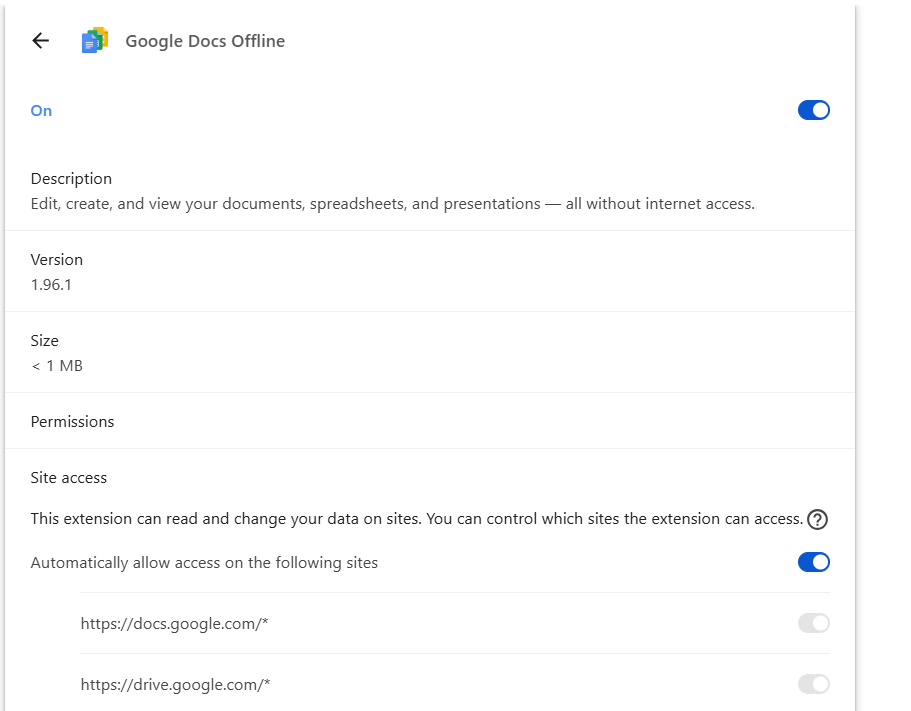 Google Docs Offline
On
Description
Edit, create, and view your documents, spreadsheets, and presentations — all without internet access.
Version
1.96.1
Size
< 1 MB
Permissions
Site access
This extension can read and change your data on sites. You can control which sites the extension can access.
Automatically allow access on the following sites
https://docs.google.com/*
https://drive.google.com/*